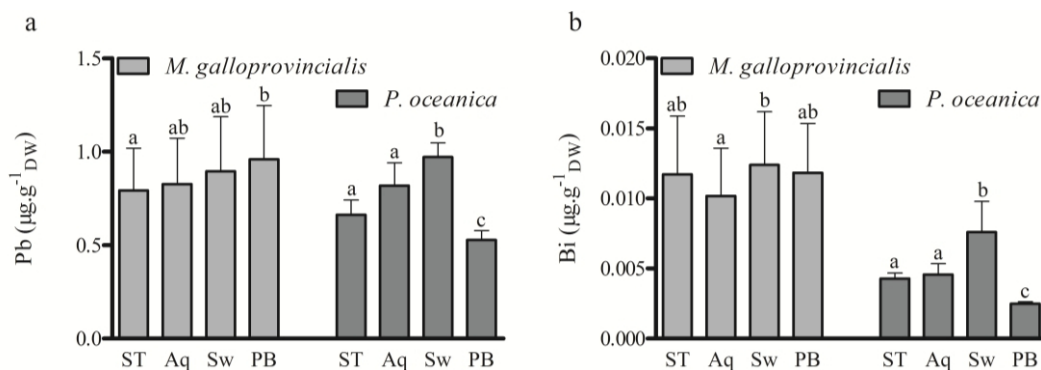 a
1.5
1.0
0.5
0.0
Pb (µg.g⁻¹DW)
M. galloprovincialis
P. oceanica
a
ab
ab
b
a
a
b
c
ST Aq Sw PB
ST Aq Sw PB
b
0.020
0.015
0.010
0.005
0.000
Bi (µg.g⁻¹DW)
M. galloprovincialis
P. oceanica
ab
a
b
ab
a
a
b
c
ST Aq Sw PB
ST Aq Sw PB